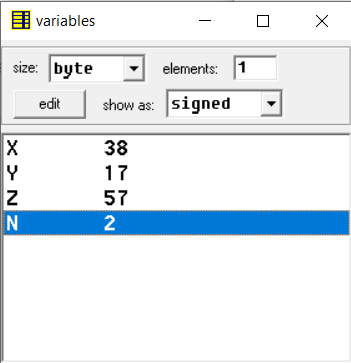 variables
size: byte elements: 1
edit show as: signed
X 38
Y 17
Z 57
N 2